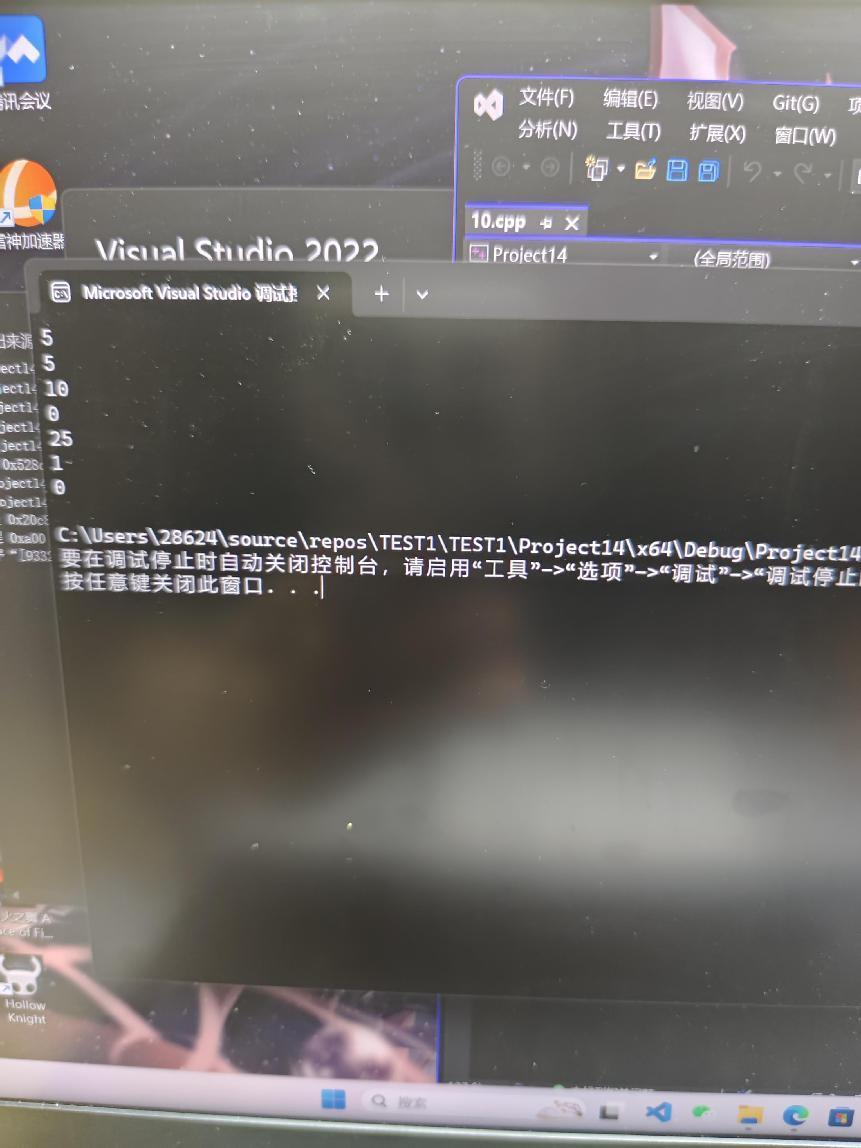 讯会议
文件(F) 编辑(E) 视图(V) Git(G)
分析(N) 工具(T) 扩展(X) 窗口(W)
雷神加速器
10.cpp
Visual Studio 2022
Project14 (全局范围)
Microsoft Visual Studio 调试
5
5
10
0
25
1
0
C:\Users\28624\source\repos\TEST1\TEST1\Project14\x64\Debug\Project14
要在调试停止时自动关闭控制台，请启用“工具”->“选项”->“调试”->“调试停止
按任意键关闭此窗口. . .
Hollow
Knight
搜索